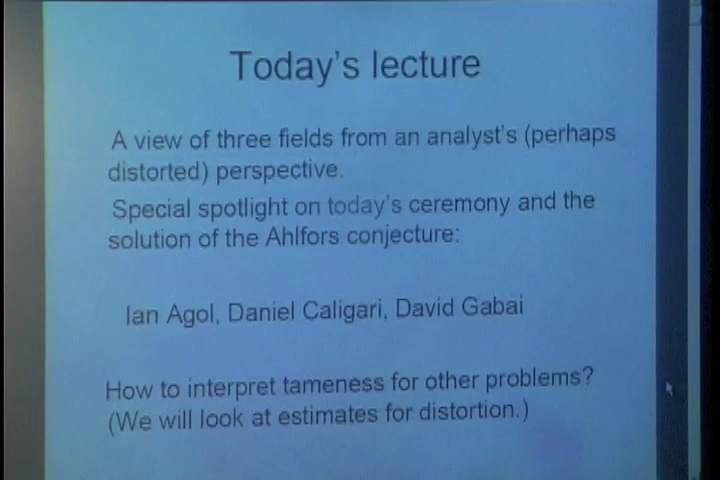 Today's lecture
A view of three fields from an analyst's (perhaps
distorted) perspective.
Special spotlight on today's ceremony and the
solution of the Ahlfors conjecture:
Ian Agol, Daniel Caligari, David Gabai
How to interpret tameness for other problems?
(We will look at estimates for distortion.)